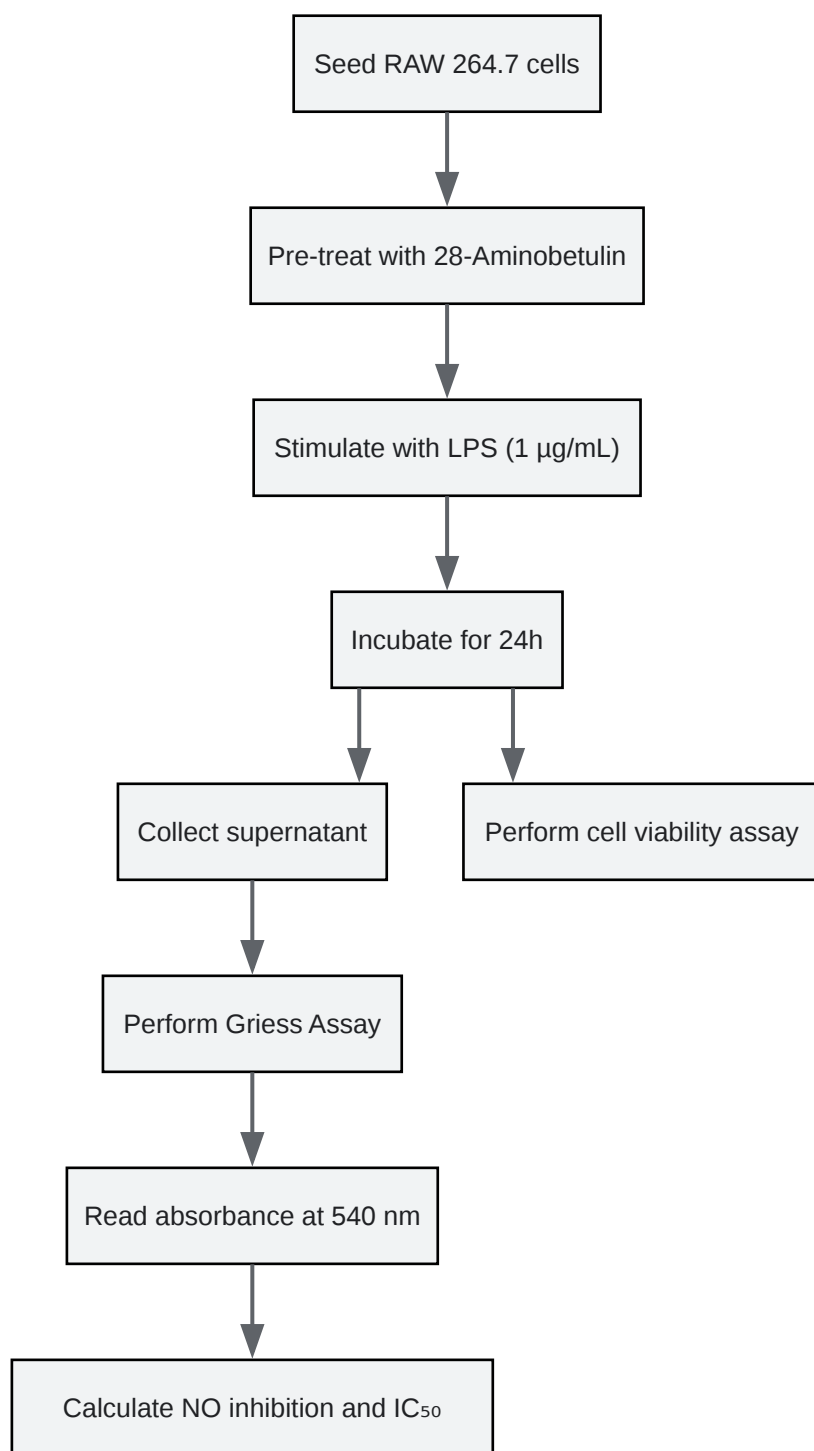 Seed RAW 264.7 cells
Pre-treat with 28-Aminobetulin
Stimulate with LPS (1 µg/mL)
Incubate for 24h
Collect supernatant
Perform cell viability assay
Perform Griess Assay
Read absorbance at 540 nm
Calculate NO inhibition and IC₅₀